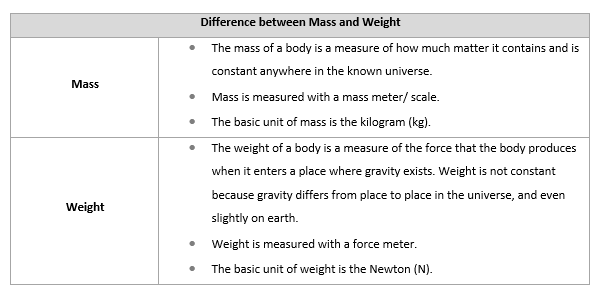 Difference between Mass and Weight
Mass
• The mass of a body is a measure of how much matter it contains and is
constant anywhere in the known universe.
• Mass is measured with a mass meter/ scale.
• The basic unit of mass is the kilogram (kg).
Weight
• The weight of a body is a measure of the force that the body produces
when it enters a place where gravity exists. Weight is not constant
because gravity differs from place to place in the universe, and even
slightly on earth.
• Weight is measured with a force meter.
• The basic unit of weight is the Newton (N).